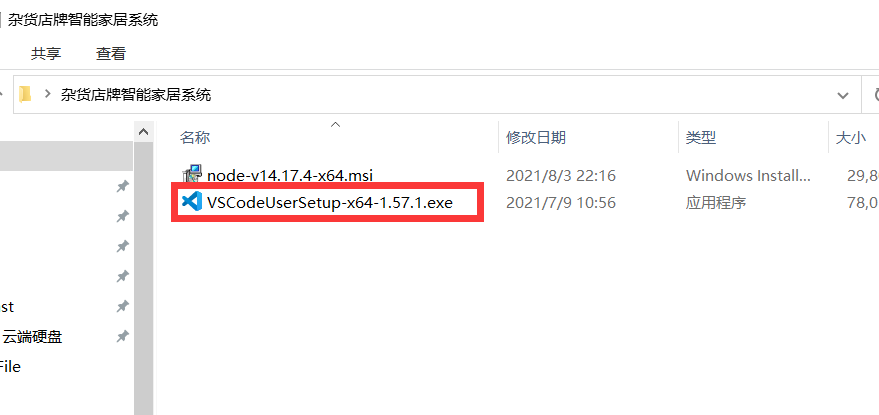 杂货店牌智能家居系统
共享 查看
杂货店牌智能家居系统
名称 修改日期 类型 大小
node-v14.17.4-x64.msi 2021/8/3 22:16 Windows Install... 29,8
VSCodeUserSetup-x64-1.57.1.exe 2021/7/9 10:56 应用程序 78,0
st
云端硬盘
File